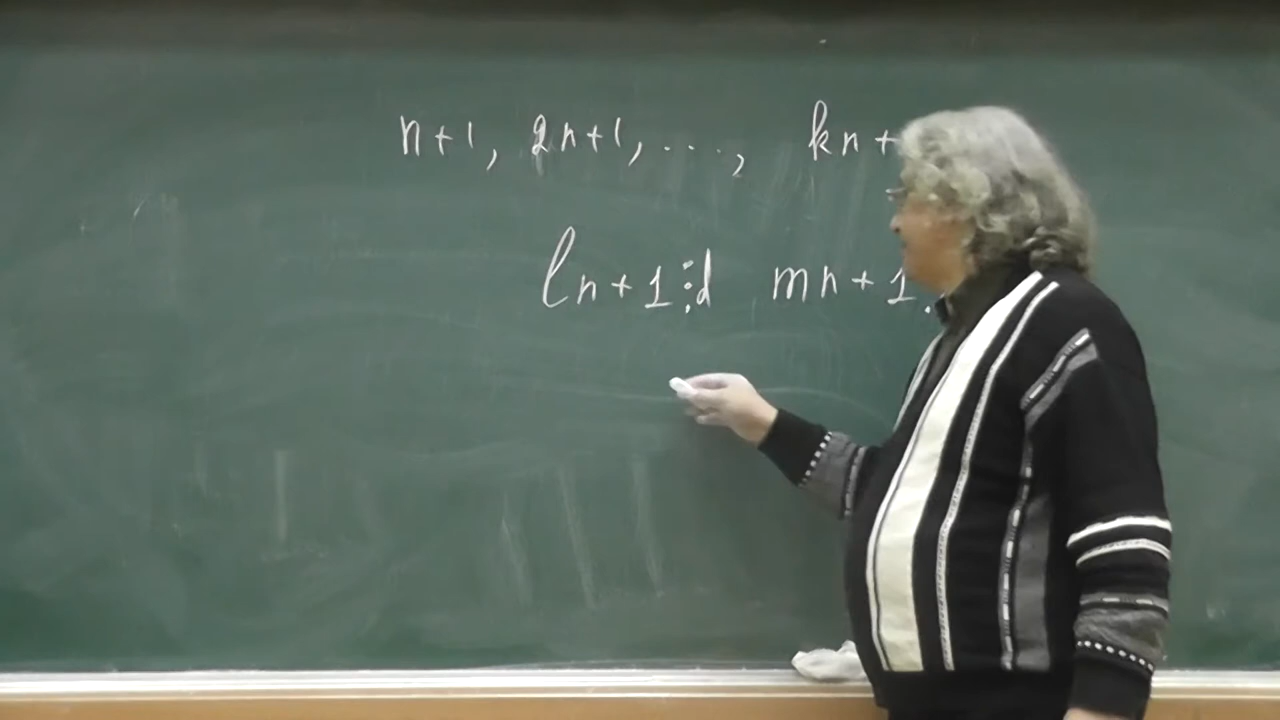 n+1, 2n+1, ..., kn+
ln+1⋮d mn+1